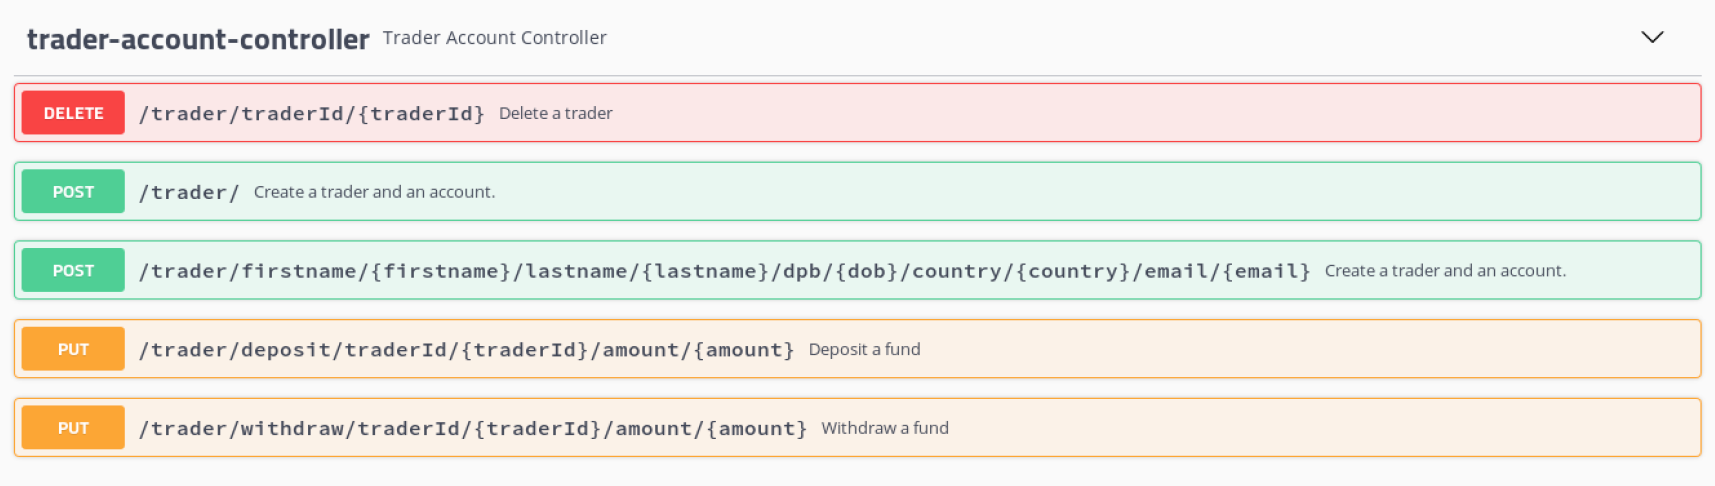 trader-account-controller Trader Account Controller
DELETE /trader/traderId/{traderId} Delete a trader
POST /trader/ Create a trader and an account.
POST /trader/firstname/{firstname}/lastname/{lastname}/dpb/{dob}/country/{country}/email/{email} Create a trader and an account.
PUT /trader/deposit/traderId/{traderId}/amount/{amount} Deposit a fund
PUT /trader/withdraw/traderId/{traderId}/amount/{amount} Withdraw a fund